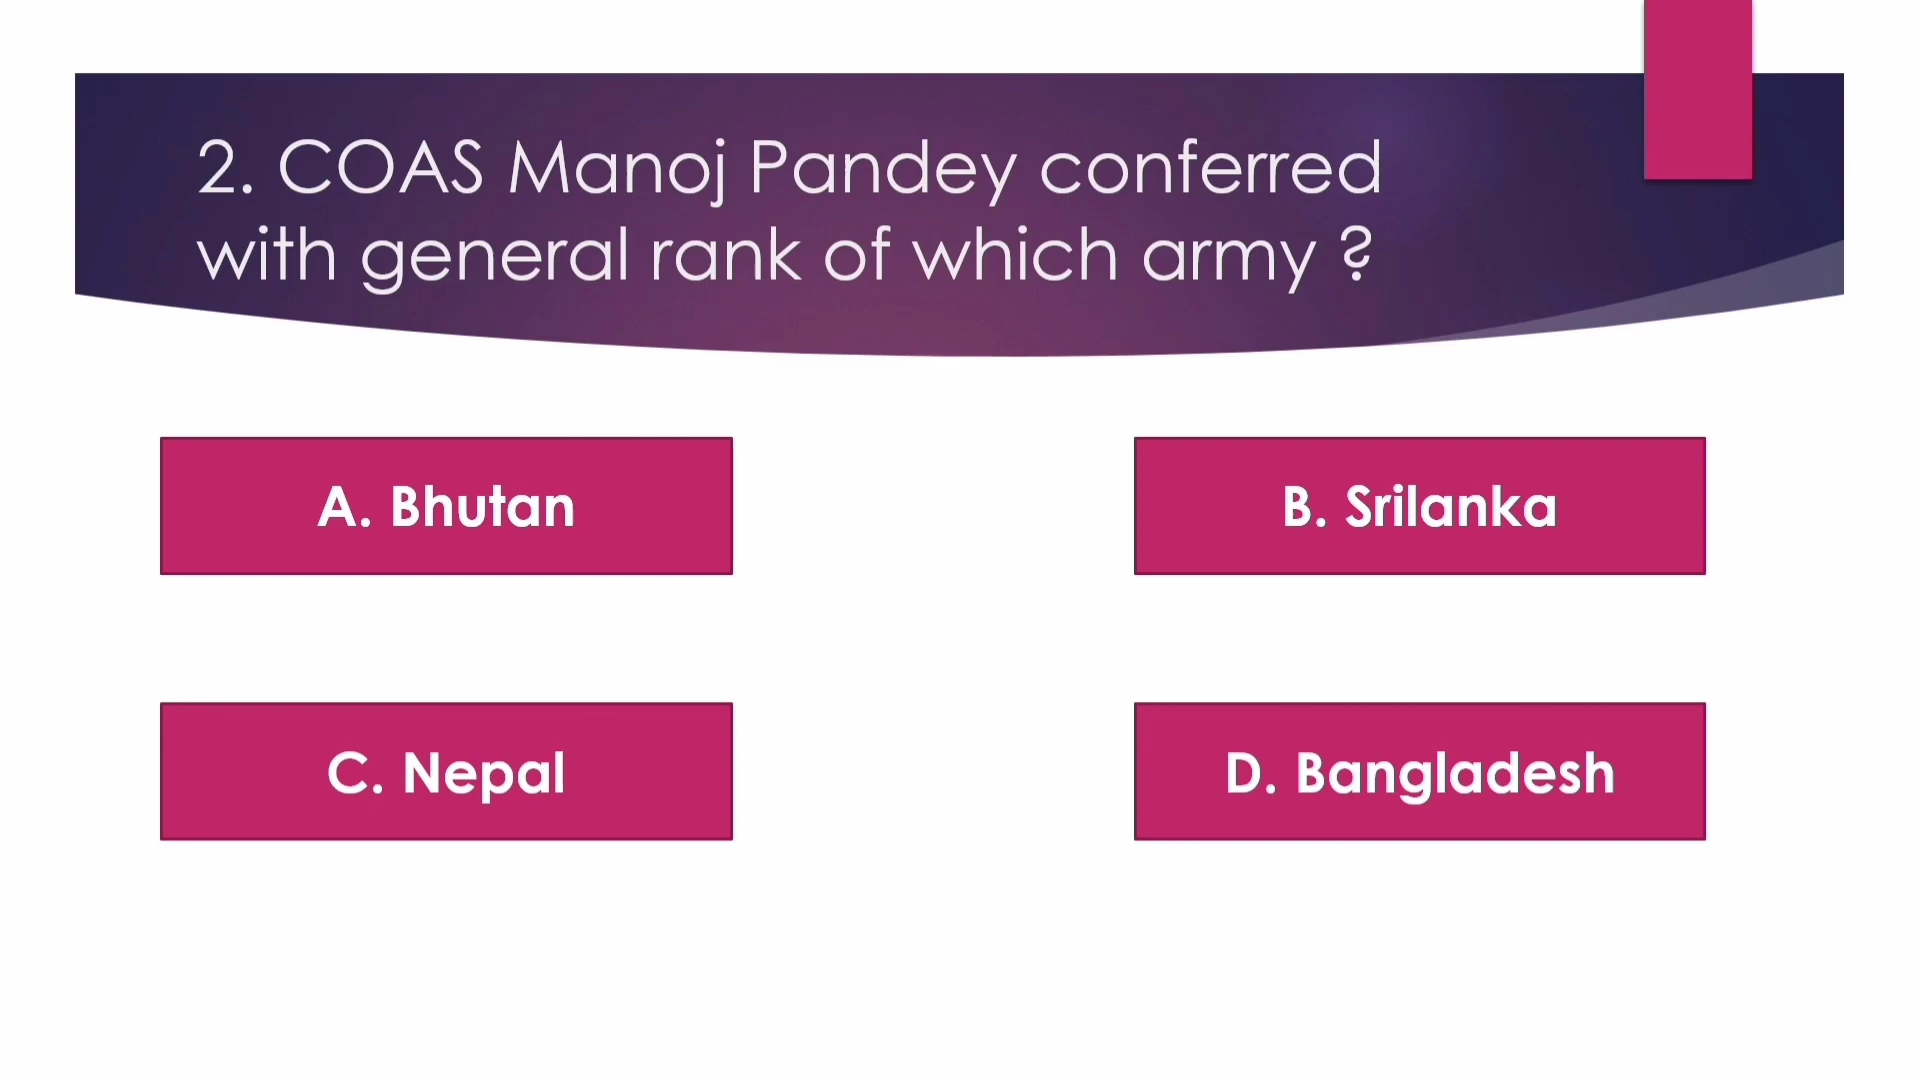 2. COAS Manoj Pandey conferred
with general rank of which army ?
A. Bhutan
B. Srilanka
C. Nepal
D. Bangladesh